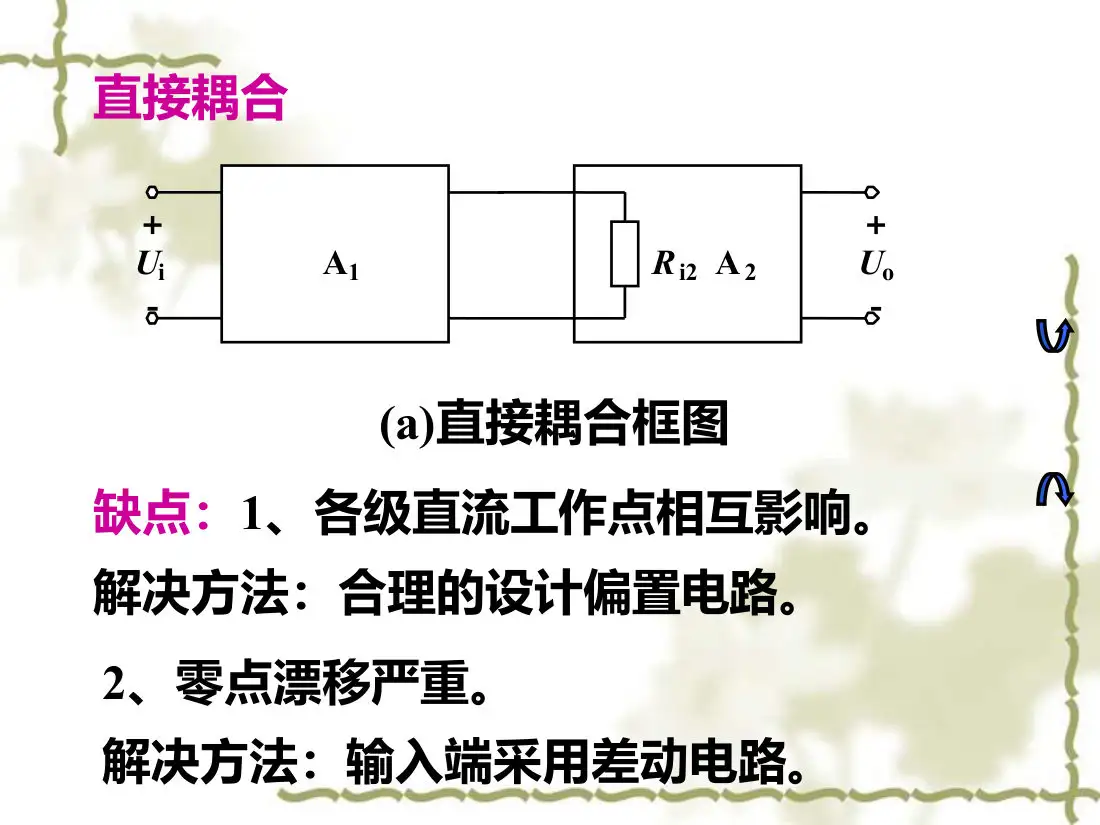 直接耦合
+ +
Ui A1 Ri2 A2 Uo
- -
(a)直接耦合框图
缺点：1、各级直流工作点相互影响。
解决方法：合理的设计偏置电路。
2、零点漂移严重。
解决方法：输入端采用差动电路。